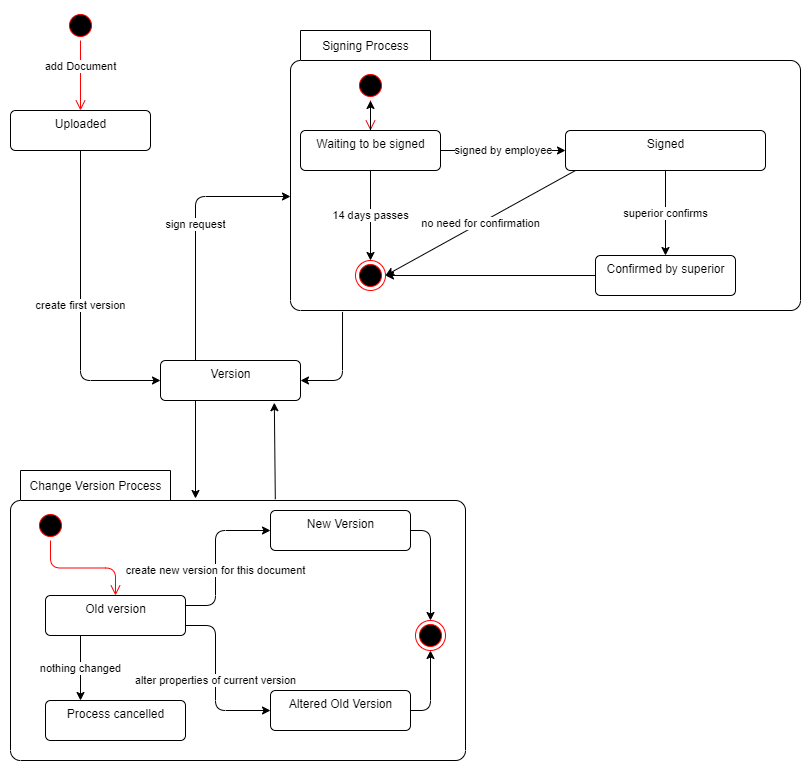 Signing Process
add Document
Uploaded
Waiting to be signed
signed by employee
Signed
14 days passes
no need for confirmation
superior confirms
sign request
Confirmed by superior
create first version
Version
Change Version Process
New Version
create new version for this document
Old version
nothing changed
alter properties of current version
Process cancelled
Altered Old Version